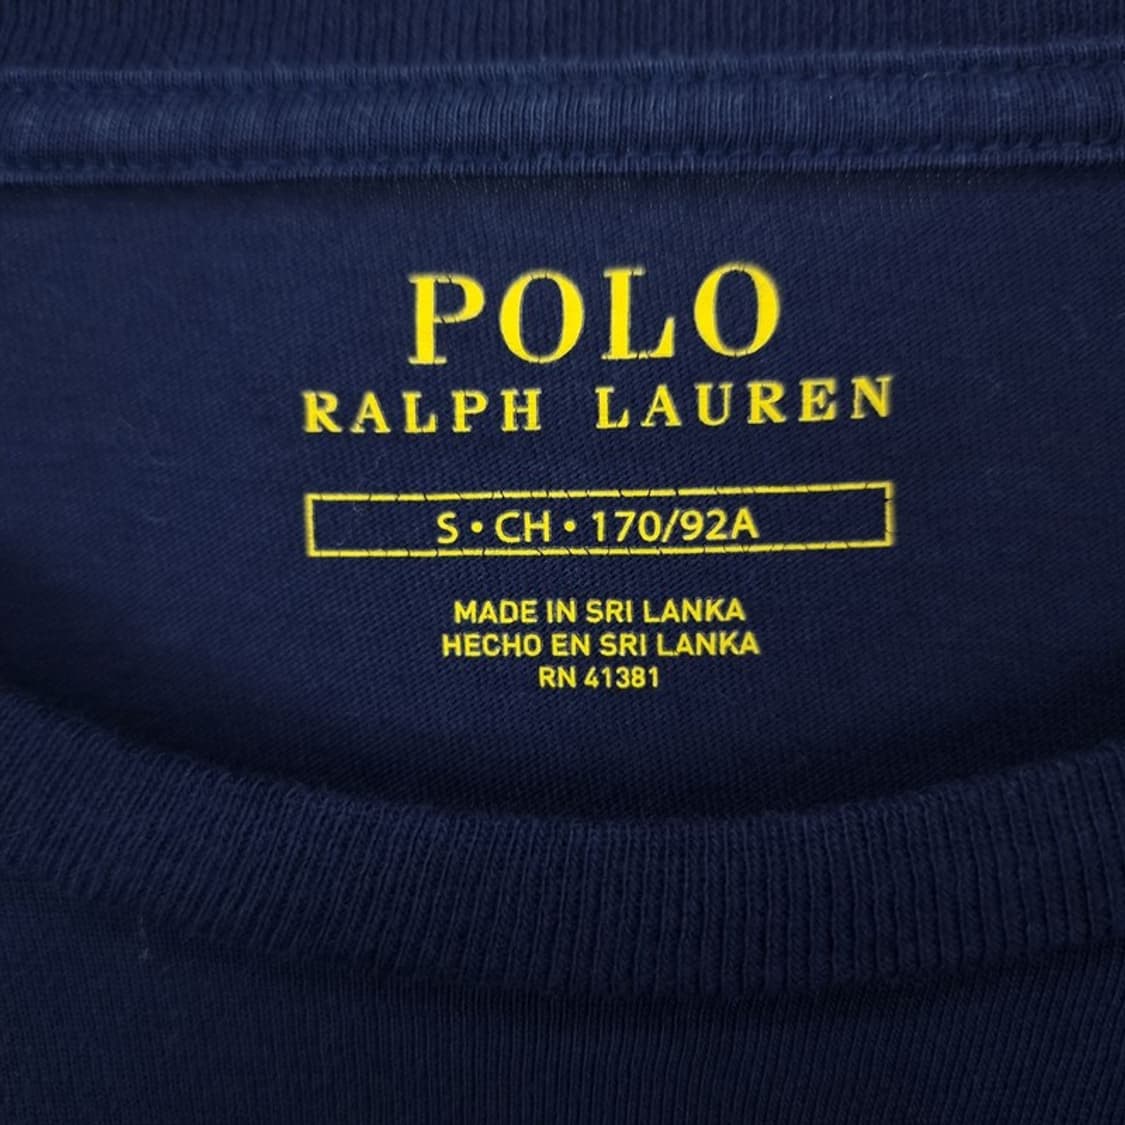 POLO
RALPH LAUREN
S • CH • 170/92A
MADE IN SRI LANKA
HECHO EN SRI LANKA
RN 41381